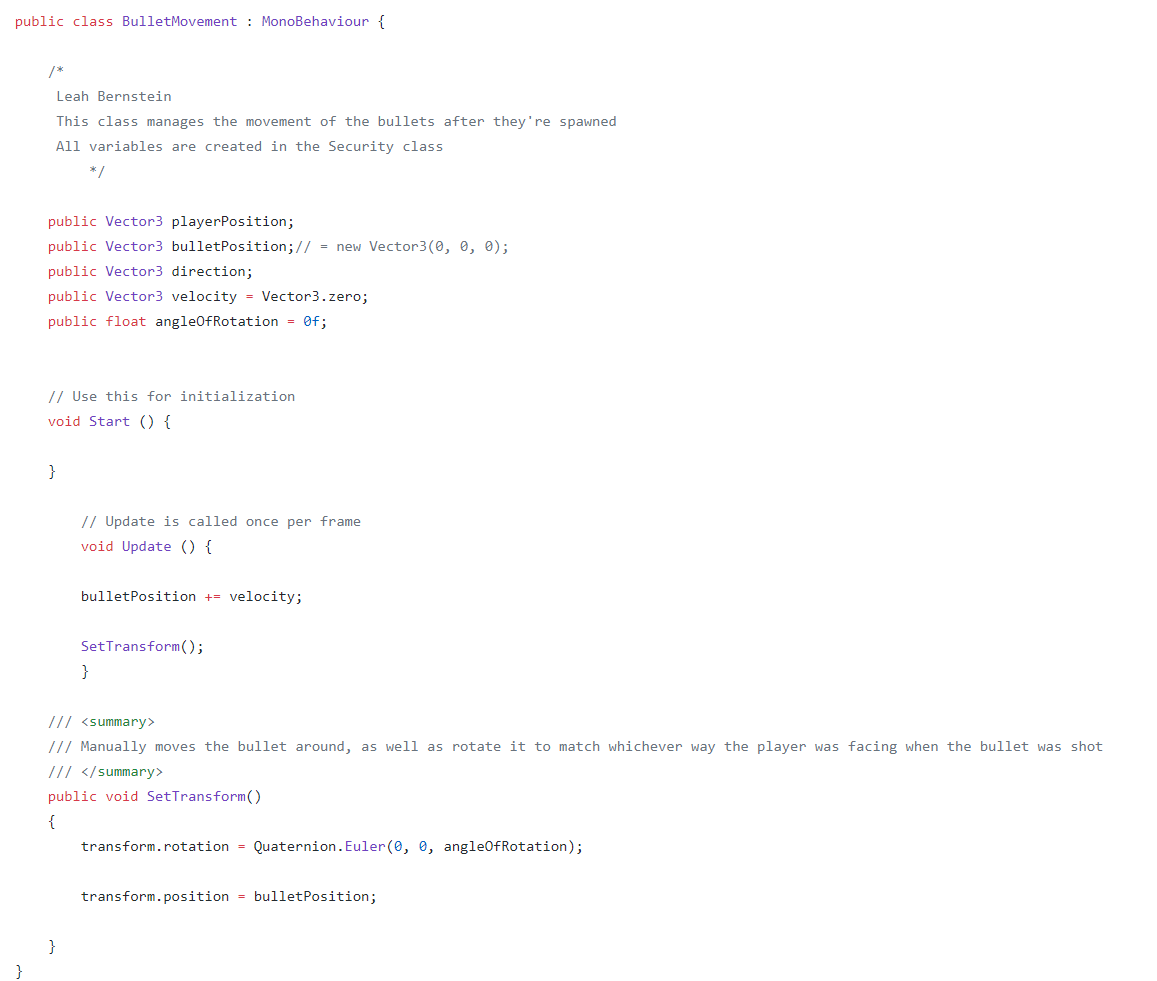 public class BulletMovement : MonoBehaviour {
/*
Leah Bernstein
This class manages the movement of the bullets after they're spawned
All variables are created in the Security class
*/
public Vector3 playerPosition;
public Vector3 bulletPosition;// = new Vector3(0, 0, 0);
public Vector3 direction;
public Vector3 velocity = Vector3.zero;
public float angleOfRotation = 0f;
// Use this for initialization
void Start () {
}
// Update is called once per frame
void Update () {
bulletPosition += velocity;
SetTransform();
}
/// <summary>
/// Manually moves the bullet around, as well as rotate it to match whichever way the player was facing when the bullet was shot
/// </summary>
public void SetTransform()
{
transform.rotation = Quaternion.Euler(0, 0, angleOfRotation);
transform.position = bulletPosition;
}
}